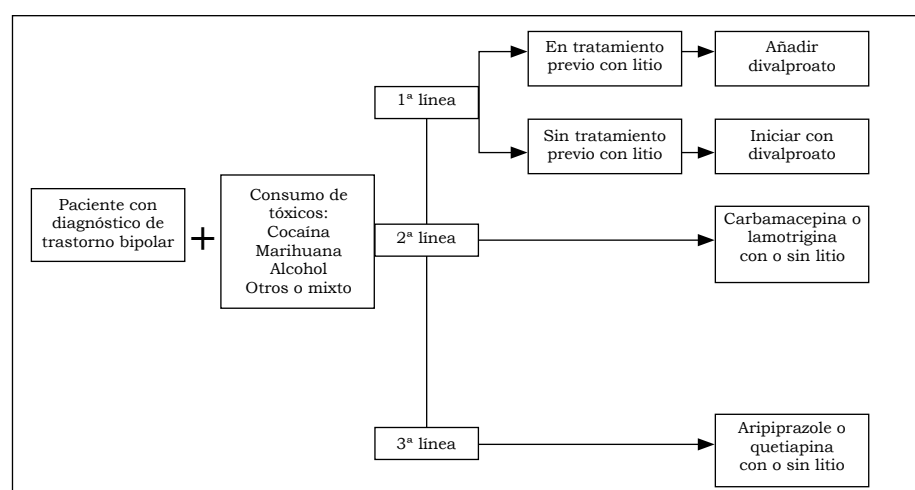 Paciente con
diagnóstico de
trastorno bipolar
+
Consumo de
tóxicos:
Cocaína
Marihuana
Alcohol
Otros o mixto
1ª línea
En tratamiento
previo con litio
Añadir
divalproato
Sin tratamiento
previo con litio
Iniciar con
divalproato
2ª línea
Carbamacepina o
lamotrigina
con o sin litio
3ª línea
Aripiprazole o
quetiapina
con o sin litio